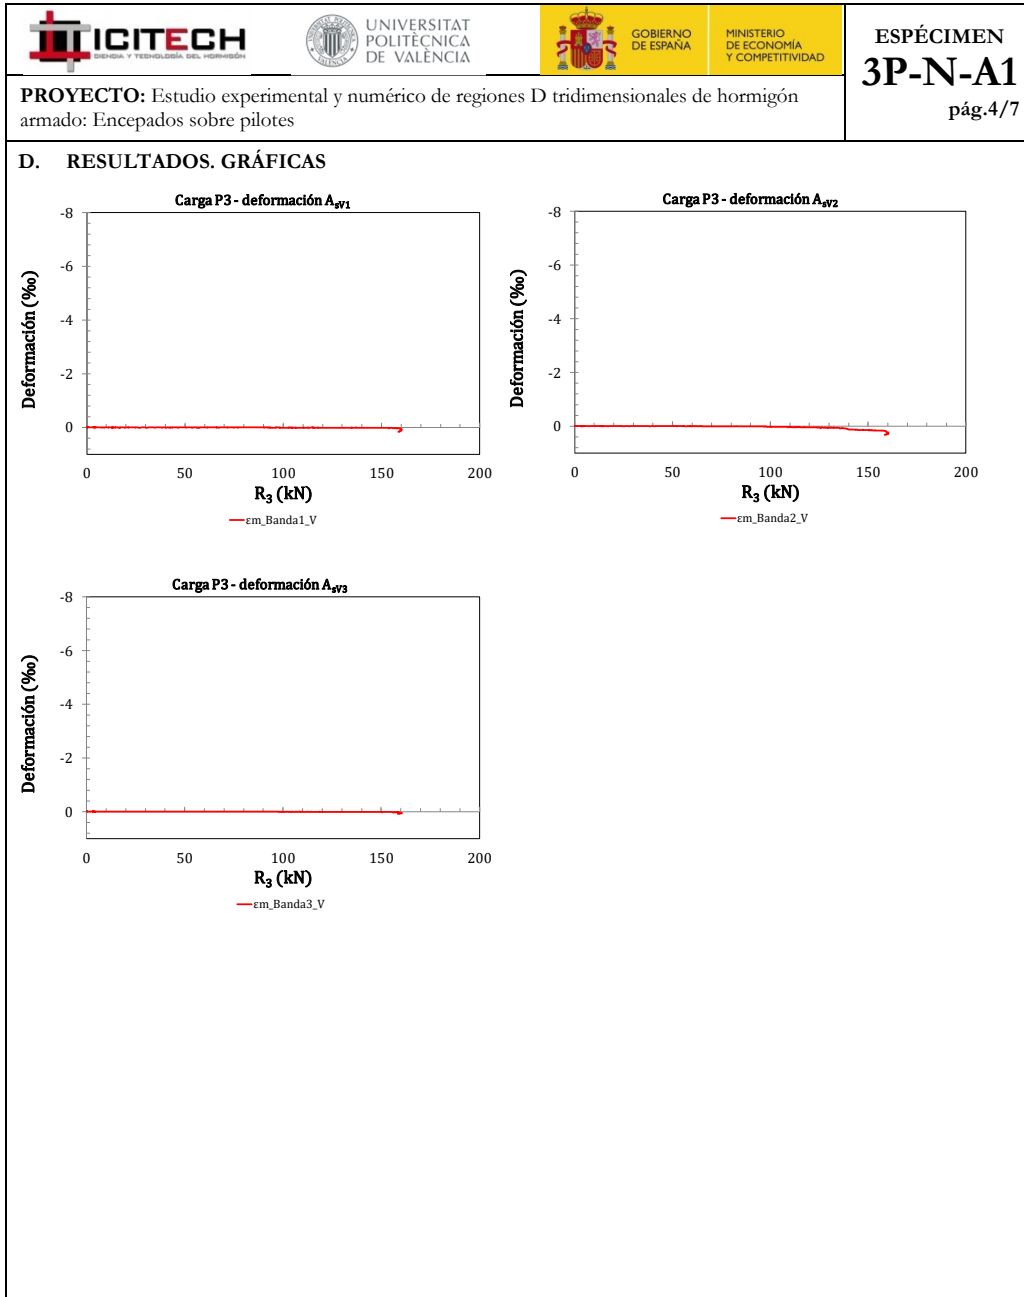 ICITECH
CIENCIA Y TECNOLOGÍA DEL HORMIGÓN
UNIVERSITAT
POLITÈCNICA
DE VALÈNCIA
GOBIERNO
DE ESPAÑA
MINISTERIO
DE ECONOMÍA
Y COMPETITIVIDAD
ESPÉCIMEN
3P-N-A1
pág.4/7
PROYECTO: Estudio experimental y numérico de regiones D tridimensionales de hormigón
armado: Encepados sobre pilotes
D. RESULTADOS. GRÁFICAS
Carga P3 - deformación AsV1
Deformación (‰)
-8
-6
-4
-2
0
0 50 100 150 200
R3 (kN)
εm_Banda1_V
Carga P3 - deformación AsV2
Deformación (‰)
-8
-6
-4
-2
0
0 50 100 150 200
R3 (kN)
εm_Banda2_V
Carga P3 - deformación AsV3
Deformación (‰)
-8
-6
-4
-2
0
0 50 100 150 200
R3 (kN)
εm_Banda3_V